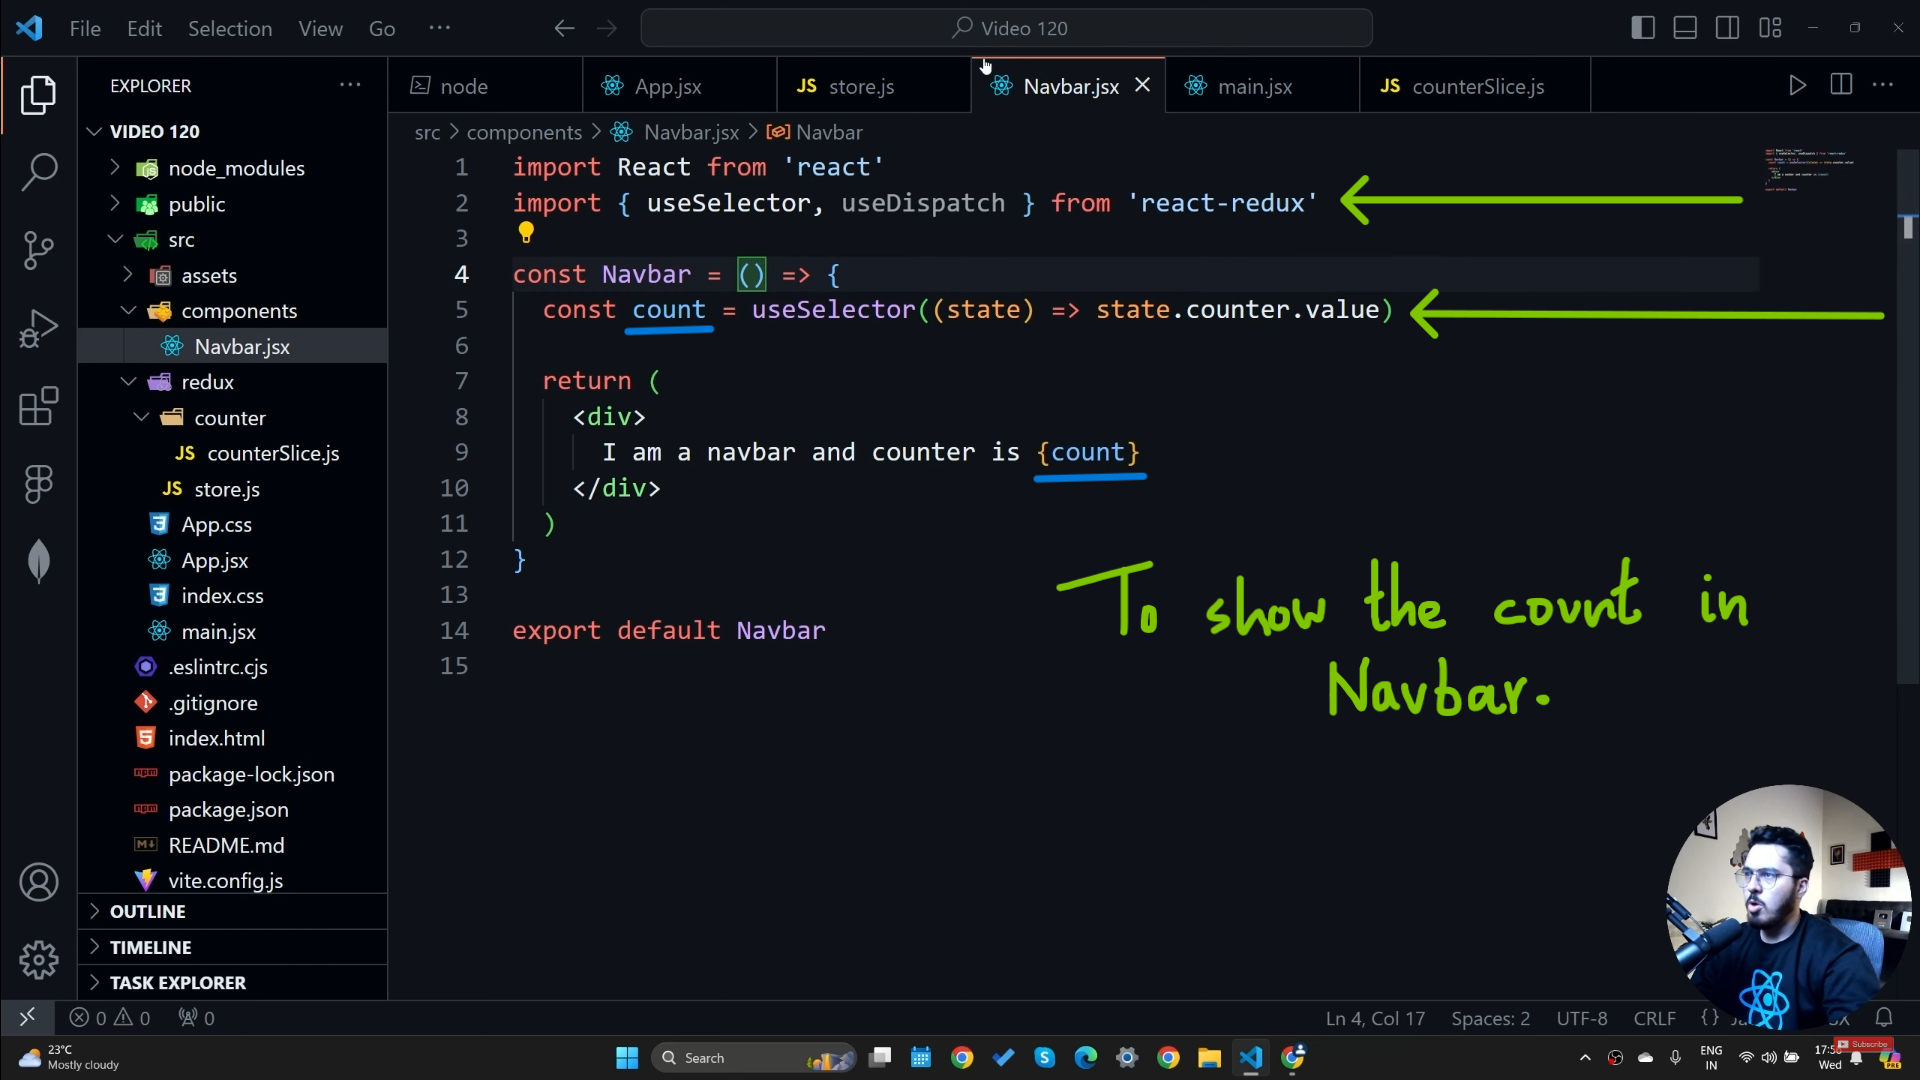 File Edit Selection View Go ...
Video 120
EXPLORER ...
VIDEO 120
node_modules
public
src
assets
components
Navbar.jsx
redux
counter
JS counterSlice.js
JS store.js
App.css
App.jsx
index.css
main.jsx
.eslintrc.cjs
.gitignore
index.html
package-lock.json
package.json
README.md
vite.config.js
OUTLINE
TIMELINE
TASK EXPLORER
node
App.jsx
JS store.js
Navbar.jsx
main.jsx
JS counterSlice.js
src > components > Navbar.jsx > Navbar
1 import React from 'react'
2 import { useSelector, useDispatch } from 'react-redux'
3
4 const Navbar = () => {
5 const count = useSelector((state) => state.counter.value)
6
7 return (
8 <div>
9 I am a navbar and counter is {count}
10 </div>
11 )
12 }
13
14 export default Navbar
15
To show the count in
Navbar.
0 0 0
Ln 4, Col 17 Spaces: 2 UTF-8 CRLF
23°C
Mostly cloudy
Search
ENG
IN
Wed
Subscribe